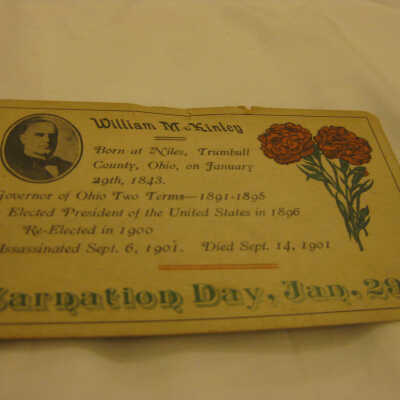 William McKinley
Born at Niles, Trumbull
County, Ohio, on January
29th, 1843.
Governor of Ohio Two Terms—1891-1895
Elected President of the United States in 1896
Re-Elected in 1900
Assassinated Sept. 6, 1901. Died Sept. 14, 1901
Carnation Day, Jan. 29